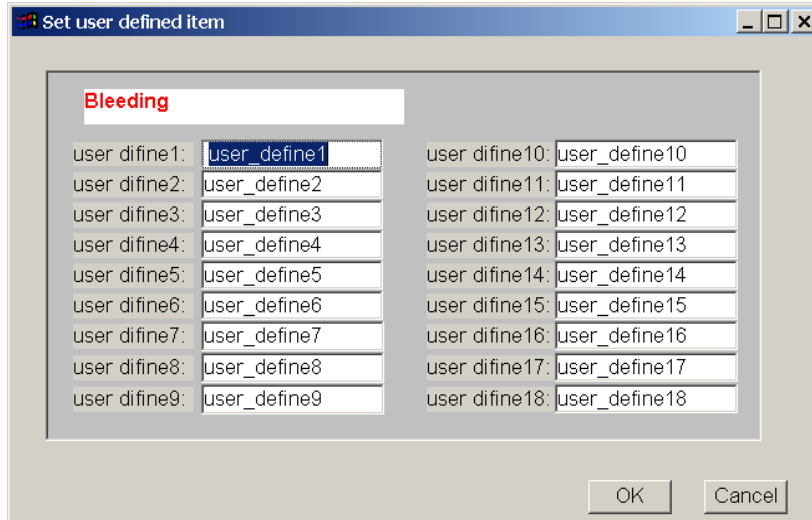 Set user defined item
Bleeding
user difine1: user_define1
user difine2: user_define2
user difine3: user_define3
user difine4: user_define4
user difine5: user_define5
user difine6: user_define6
user difine7: user_define7
user difine8: user_define8
user difine9: user_define9
user difine10: user_define10
user difine11: user_define11
user difine12: user_define12
user difine13: user_define13
user difine14: user_define14
user difine15: user_define15
user difine16: user_define16
user difine17: user_define17
user difine18: user_define18
OK Cancel